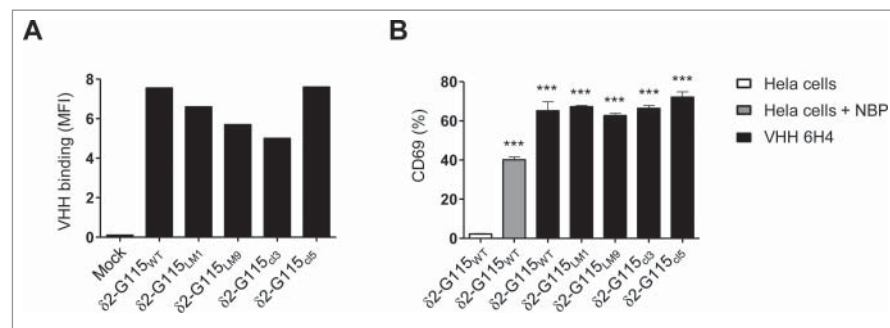 A
VHH binding (MFI)
8
6
4
2
0
Mock
δ2-G115WT
δ2-G115LM1
δ2-G115LM9
δ2-G115cl3
δ2-G115cl5
B
CD69 (%)
80
60
40
20
0
***
***
***
***
***
***
δ2-G115WT
δ2-G115WT
δ2-G115WT
δ2-G115LM1
δ2-G115LM9
δ2-G115cl3
δ2-G115cl5
Hela cells
Hela cells + NBP
VHH 6H4